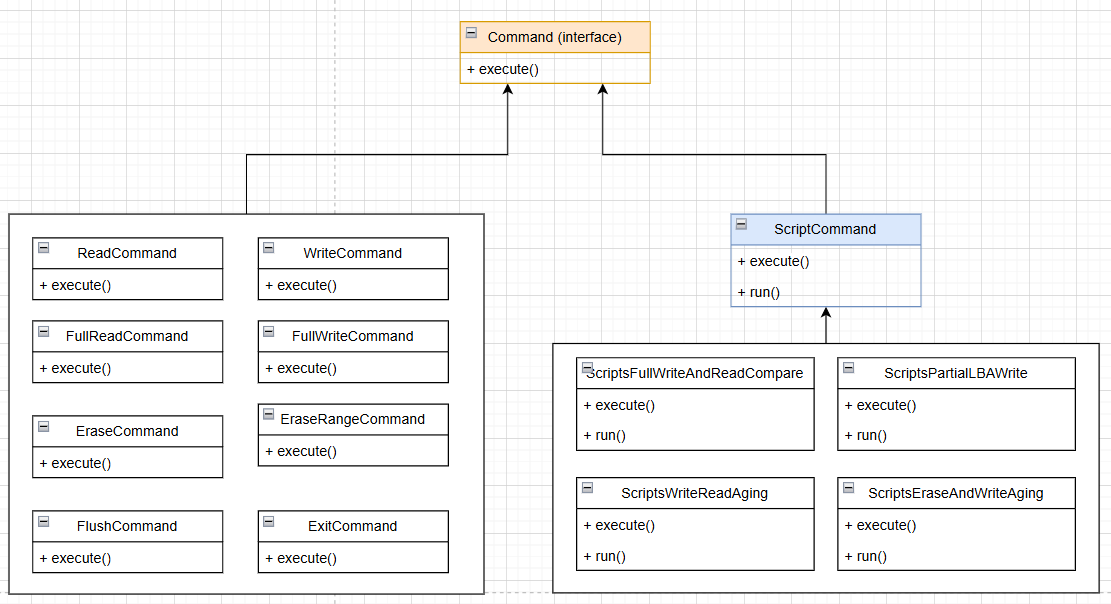 Command (interface)
+ execute()
ReadCommand
+ execute()
WriteCommand
+ execute()
FullReadCommand
+ execute()
FullWriteCommand
+ execute()
EraseCommand
+ execute()
EraseRangeCommand
+ execute()
FlushCommand
+ execute()
ExitCommand
+ execute()
ScriptCommand
+ execute()
+ run()
ScriptsFullWriteAndReadCompare
+ execute()
+ run()
ScriptsPartialLBAWrite
+ execute()
+ run()
ScriptsWriteReadAging
+ execute()
+ run()
ScriptsEraseAndWriteAging
+ execute()
+ run()